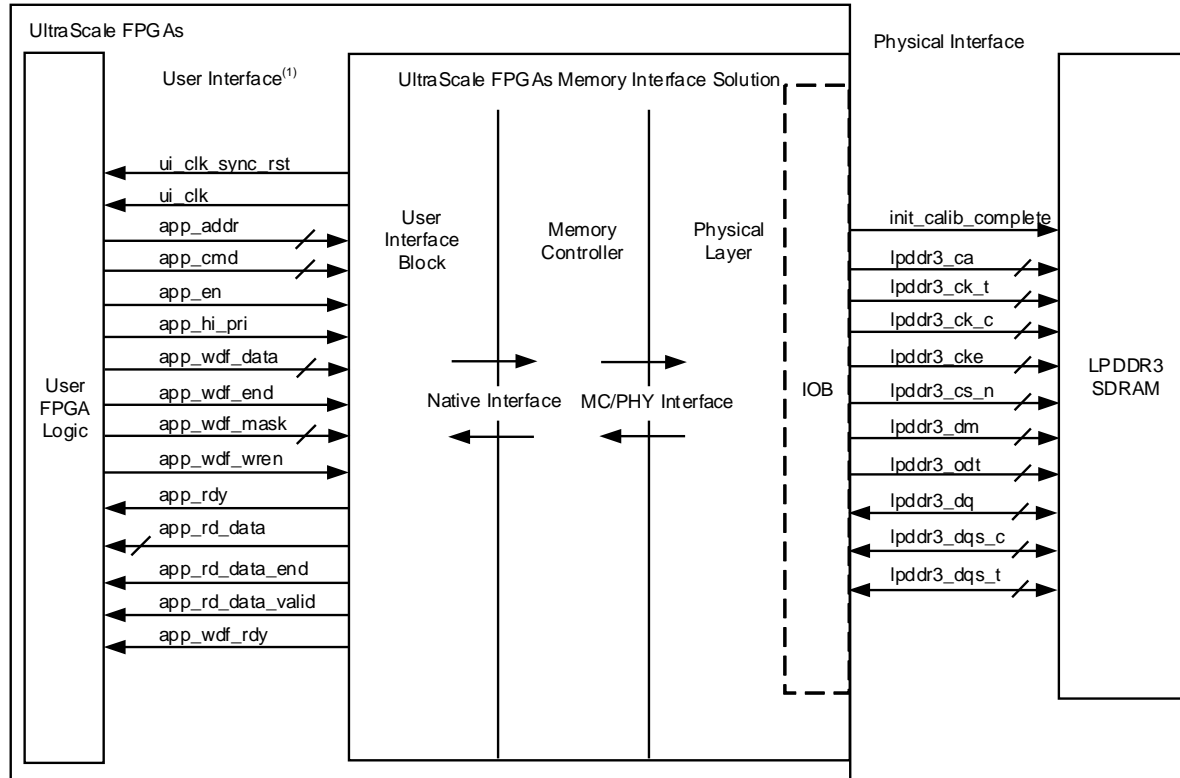 UltraScale FPGAs
Physical Interface
User Interface(1)
UltraScale FPGAs Memory Interface Solution
ui_clk_sync_rst
ui_clk
app_addr
app_cmd
app_en
app_hi_pri
app_wdf_data
app_wdf_end
app_wdf_mask
app_wdf_wren
app_rdy
app_rd_data
app_rd_data_end
app_rd_data_valid
app_wdf_rdy
User
FPGA
Logic
User
Interface
Block
Memory
Controller
Physical
Layer
Native Interface
MC/PHY Interface
IOB
init_calib_complete
lpddr3_ca
lpddr3_ck_t
lpddr3_ck_c
lpddr3_cke
lpddr3_cs_n
lpddr3_dm
lpddr3_odt
lpddr3_dq
lpddr3_dqs_c
lpddr3_dqs_t
LPDDR3
SDRAM